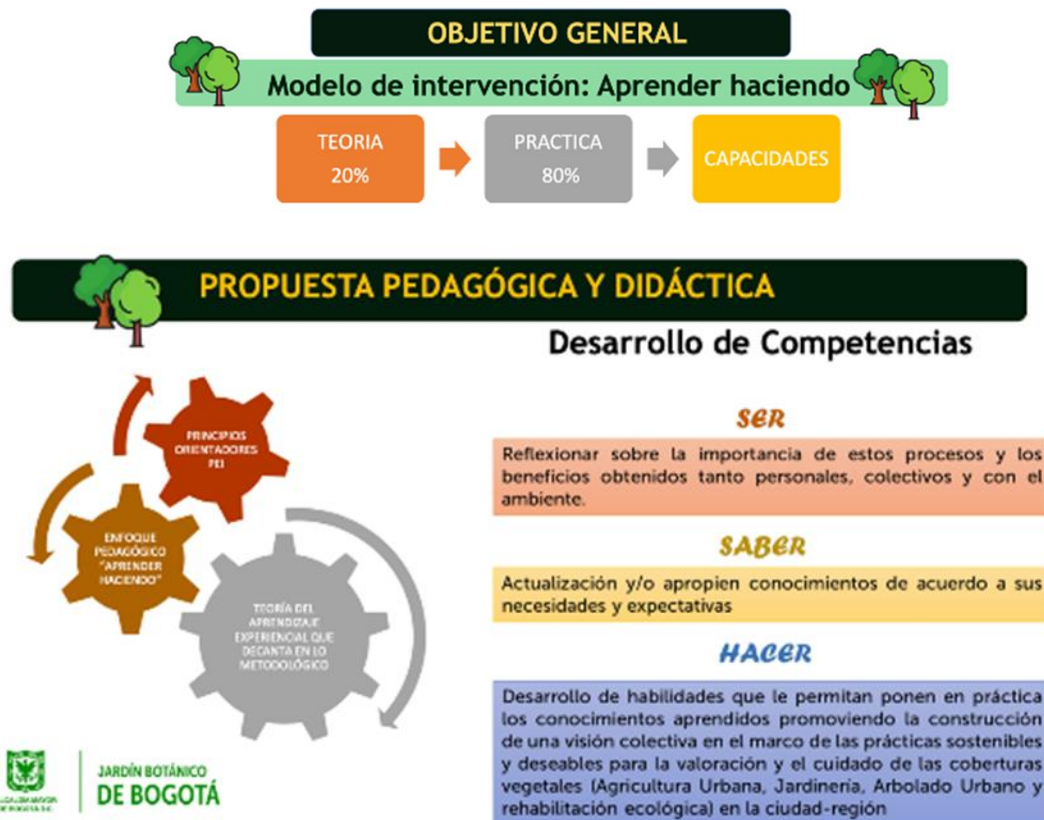 OBJETIVO GENERAL
Modelo de intervención: Aprender haciendo
TEORIA
20%
PRACTICA
80%
CAPACIDADES
PROPUESTA PEDAGÓGICA Y DIDÁCTICA
PRINCIPIOS
ORIENTADORES
PEI
ENFOQUE
PEDAGÓGICO
"APRENDER
HACIENDO"
TEORÍA DEL
APRENDIZAJE
EXPERIENCIAL QUE
DECANTA EN LO
METODOLÓGICO
Desarrollo de Competencias
SER
Reflexionar sobre la importancia de estos procesos y los
beneficios obtenidos tanto personales, colectivos y con el
ambiente.
SABER
Actualización y/o apropien conocimientos de acuerdo a sus
necesidades y expectativas
HACER
Desarrollo de habilidades que le permitan ponen en práctica
los conocimientos aprendidos promoviendo la construcción
de una visión colectiva en el marco de las prácticas sostenibles
y deseables para la valoración y el cuidado de las coberturas
vegetales (Agricultura Urbana, Jardinería, Arbolado Urbano y
rehabilitación ecológica) en la ciudad-región
ALCALDÍA MAYOR
DE BOGOTÁ D.C.
JARDÍN BOTÁNICO
DE BOGOTÁ